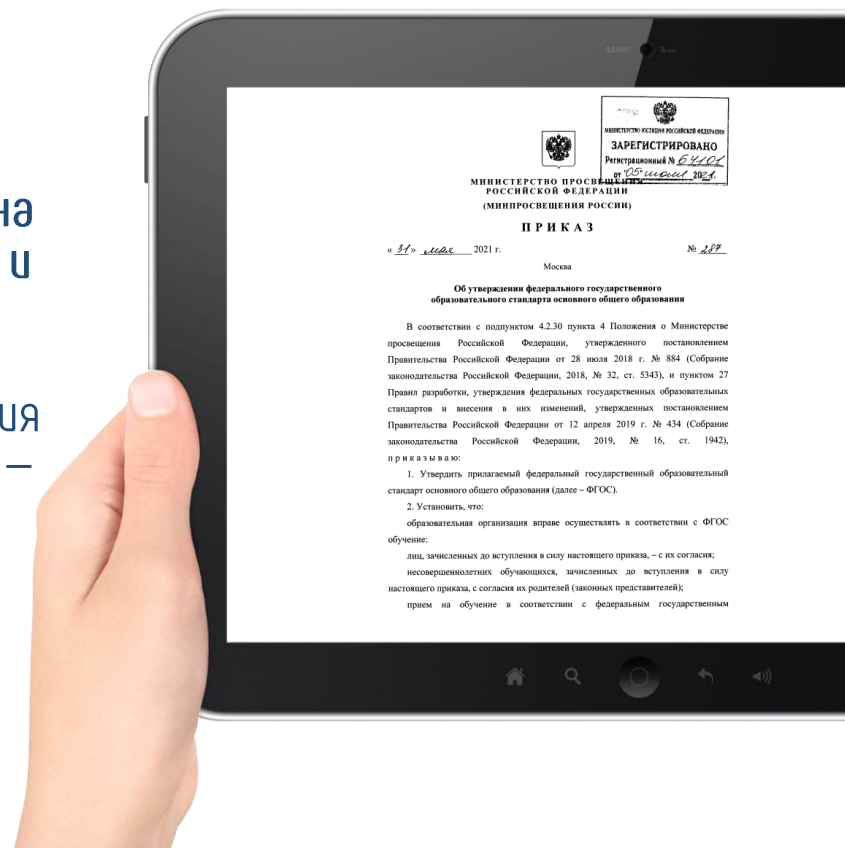 на
и
ия
–
МИНИСТЕРСТВО ЮСТИЦИИ РОССИЙСКОЙ ФЕДЕРАЦИИ
ЗАРЕГИСТРИРОВАНО
Регистрационный № 64101
от "05" июля 2021.
МИНИСТЕРСТВО ПРОСВЕЩЕНИЯ
РОССИЙСКОЙ ФЕДЕРАЦИИ
(МИНПРОСВЕЩЕНИЯ РОССИИ)
П Р И К А З
« 31 » мая 2021 г. № 287
Москва
Об утверждении федерального государственного
образовательного стандарта основного общего образования
В соответствии с подпунктом 4.2.30 пункта 4 Положения о Министерстве
просвещения Российской Федерации, утвержденного постановлением
Правительства Российской Федерации от 28 июля 2018 г. № 884 (Собрание
законодательства Российской Федерации, 2018, № 32, ст. 5343), и пунктом 27
Правил разработки, утверждения федеральных государственных образовательных
стандартов и внесения в них изменений, утвержденных постановлением
Правительства Российской Федерации от 12 апреля 2019 г. № 434 (Собрание
законодательства Российской Федерации, 2019, № 16, ст. 1942),
п р и к а з ы в а ю:
1. Утвердить прилагаемый федеральный государственный образовательный
стандарт основного общего образования (далее – ФГОС).
2. Установить, что:
образовательная организация вправе осуществлять в соответствии с ФГОС
обучение:
лиц, зачисленных до вступления в силу настоящего приказа, – с их согласия;
несовершеннолетних обучающихся, зачисленных до вступления в силу
настоящего приказа, с согласия их родителей (законных представителей);
прием на обучение в соответствии с федеральным государственным